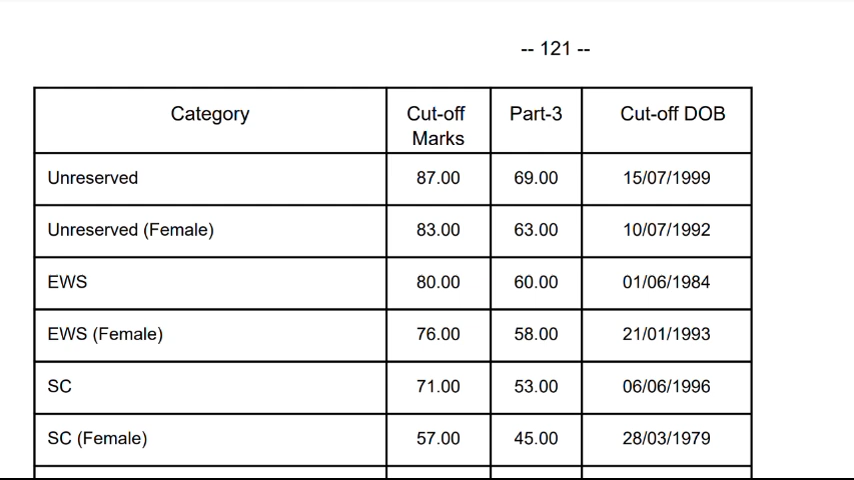 -- 121 --
Category Cut-off Marks Part-3 Cut-off DOB
Unreserved 87.00 69.00 15/07/1999
Unreserved (Female) 83.00 63.00 10/07/1992
EWS 80.00 60.00 01/06/1984
EWS (Female) 76.00 58.00 21/01/1993
SC 71.00 53.00 06/06/1996
SC (Female) 57.00 45.00 28/03/1979